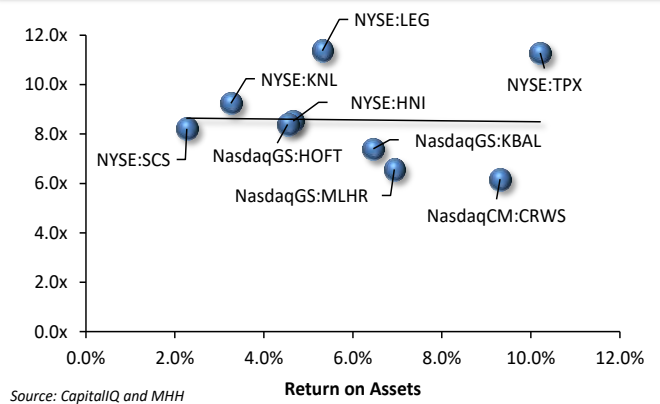 12.0x
NYSE:LEG
10.0x
NYSE:KNL
NYSE:TPX
NYSE:HNI
8.0x
NYSE:SCS
NasdaqGS:HOFT
NasdaqGS:KBAL
6.0x
NasdaqGS:MLHR
NasdaqCM:CRWS
4.0x
2.0x
0.0x
0.0% 2.0% 4.0% 6.0% 8.0% 10.0% 12.0%
Return on Assets
Source: CapitalIQ and MHH